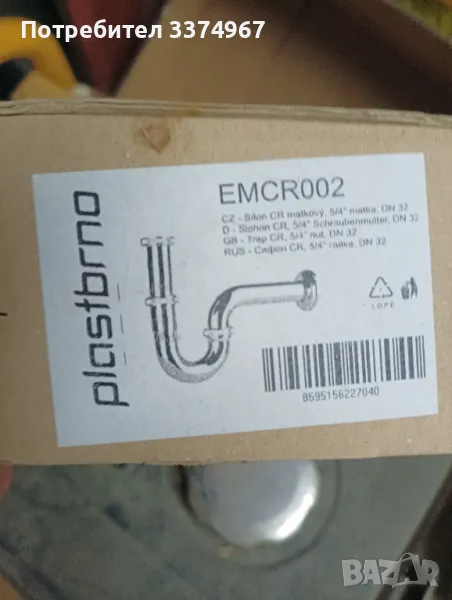 Потребител 3374967
plastbrno
EMCR002
CZ - Sifon CR matkový, 5/4" matka, DN 32
D - Siphon CR, 5/4" Schraubenmutter, DN 32
GB - Trap CR, 5/4" nut, DN 32
RUS - Сифон CR, 5/4" гайка, DN 32
LDPE
8595156227040
BAZAR